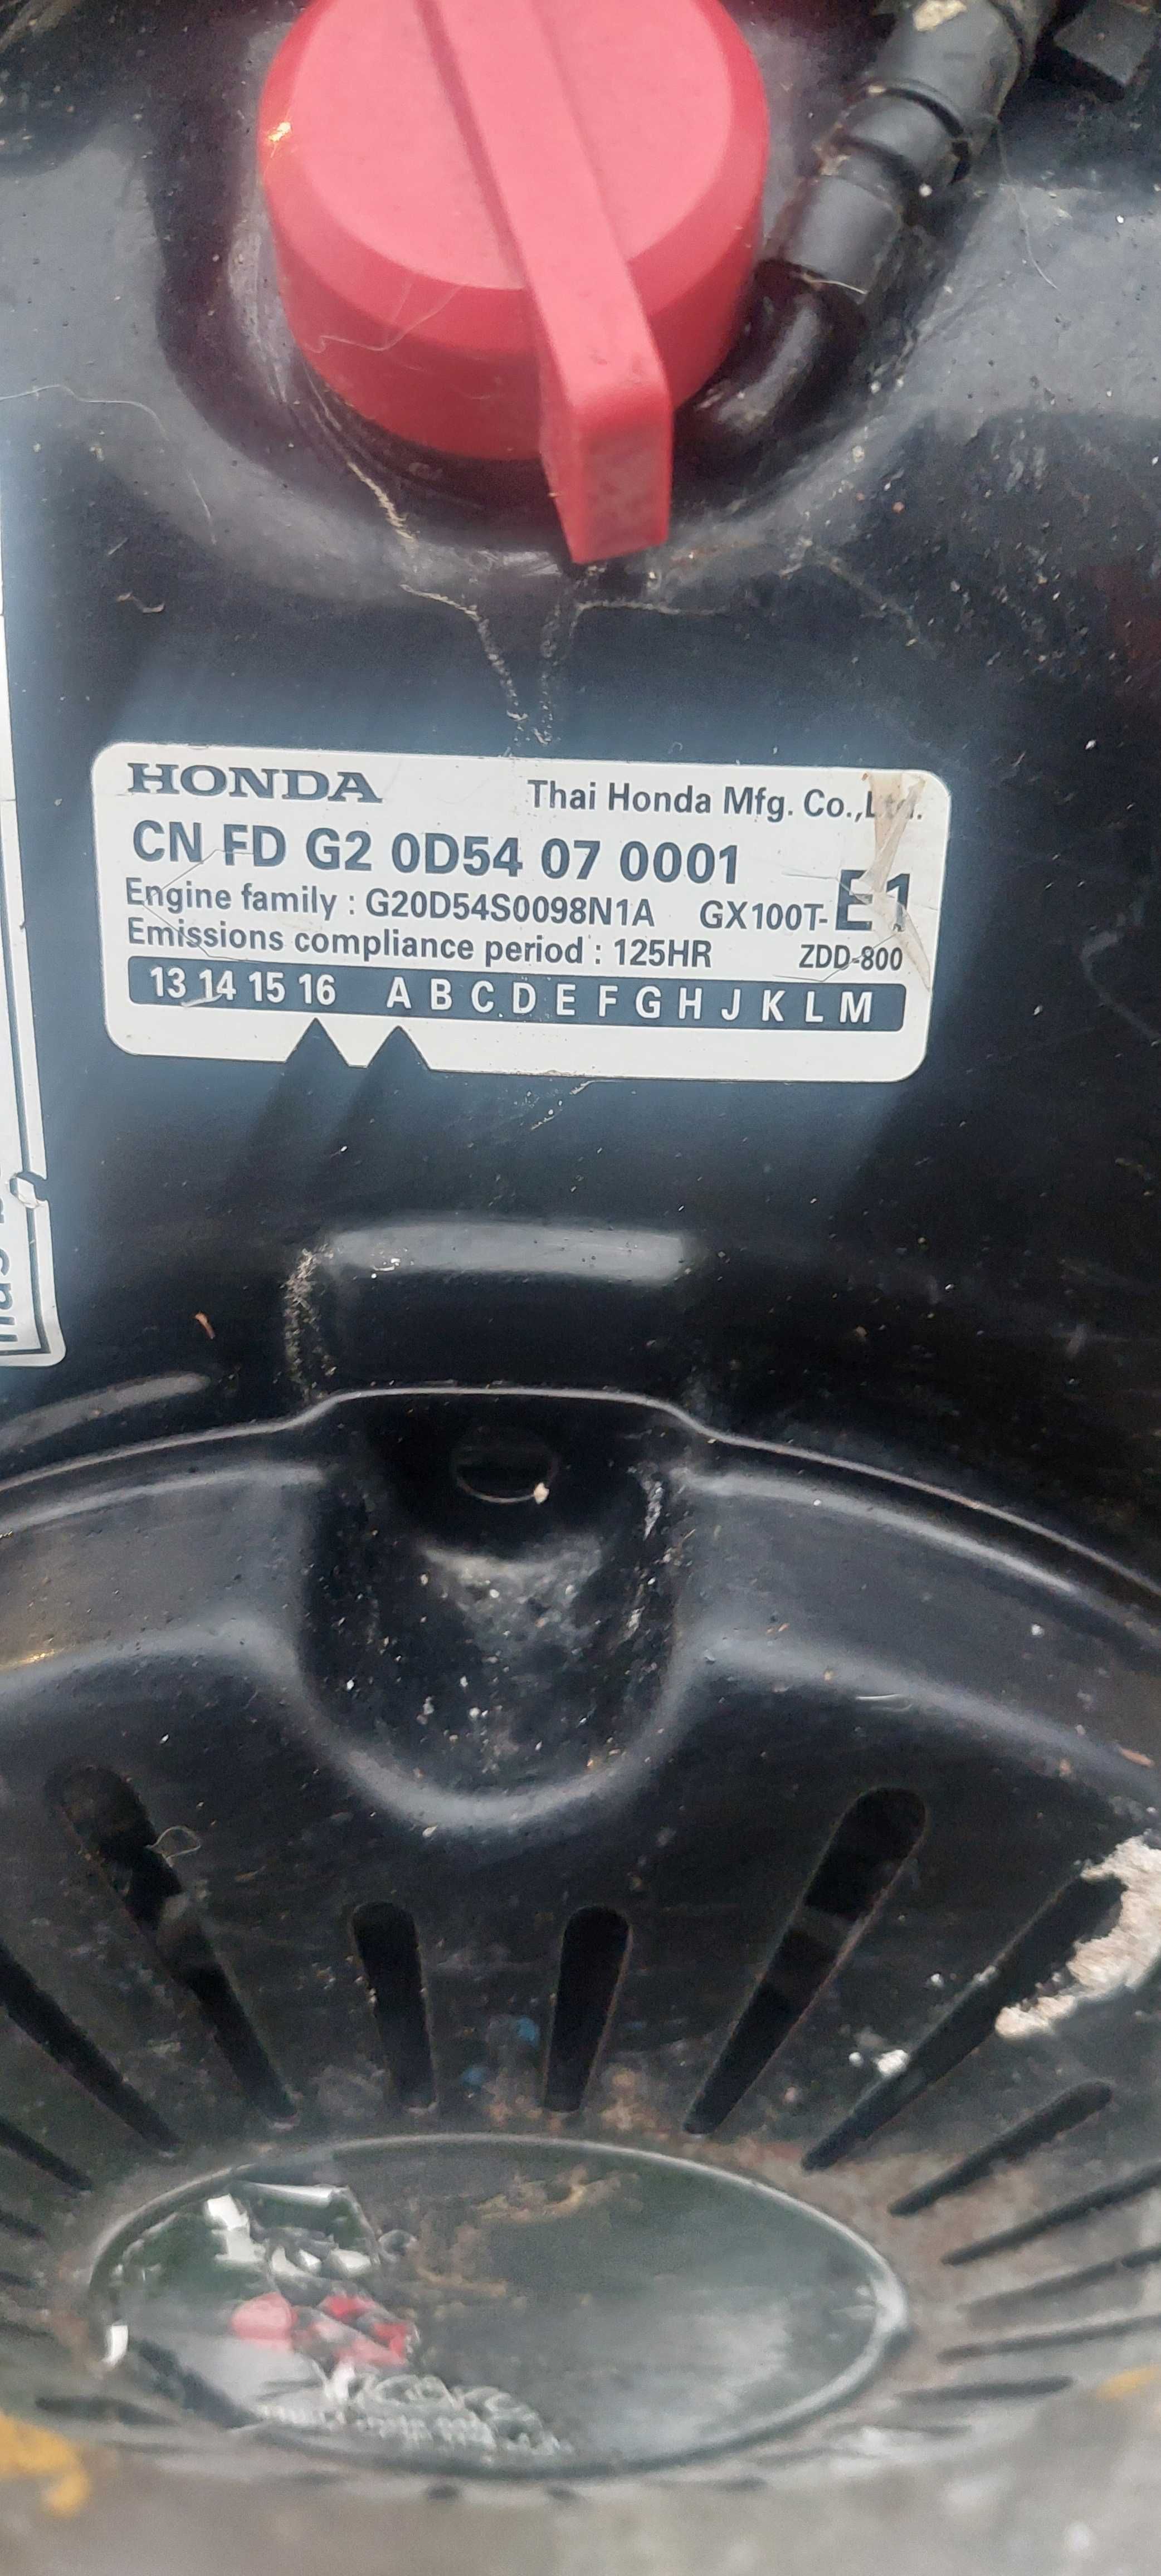 HONDA Thai Honda Mfg. Co.,Ltd.
CN FD G2 0D54 07 0001
Engine family : G20D54S0098N1A GX100T-E1
Emissions compliance period : 125HR ZDD-800
13 14 15 16 A B C D E F G H J K L M